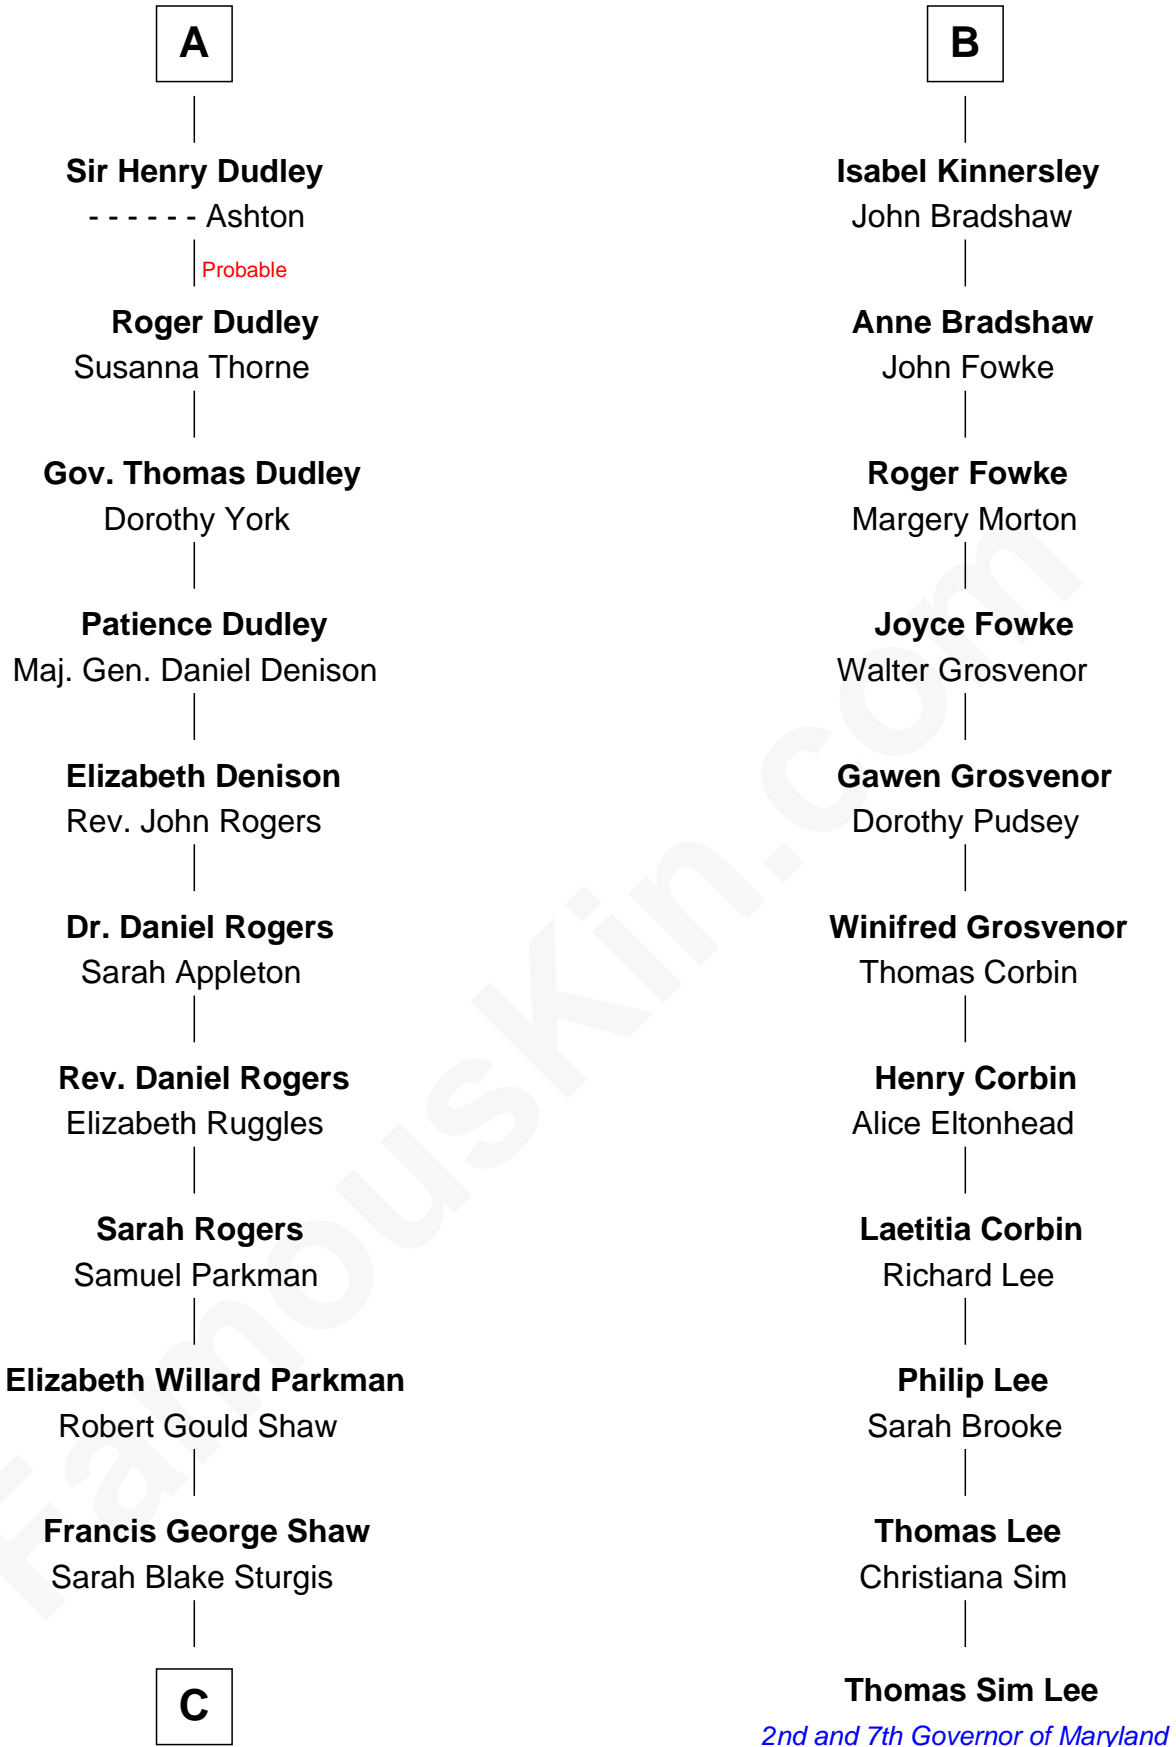 A
Sir Henry Dudley
- - - - - - Ashton
Probable
Roger Dudley
Susanna Thorne
Gov. Thomas Dudley
Dorothy York
Patience Dudley
Maj. Gen. Daniel Denison
Elizabeth Denison
Rev. John Rogers
Dr. Daniel Rogers
Sarah Appleton
Rev. Daniel Rogers
Elizabeth Ruggles
Sarah Rogers
Samuel Parkman
Elizabeth Willard Parkman
Robert Gould Shaw
Francis George Shaw
Sarah Blake Sturgis
C
B
Isabel Kinnersley
John Bradshaw
Anne Bradshaw
John Fowke
Roger Fowke
Margery Morton
Joyce Fowke
Walter Grosvenor
Gawen Grosvenor
Dorothy Pudsey
Winifred Grosvenor
Thomas Corbin
Henry Corbin
Alice Eltonhead
Laetitia Corbin
Richard Lee
Philip Lee
Sarah Brooke
Thomas Lee
Christiana Sim
Thomas Sim Lee
2nd and 7th Governor of Maryland
FamousKin.com